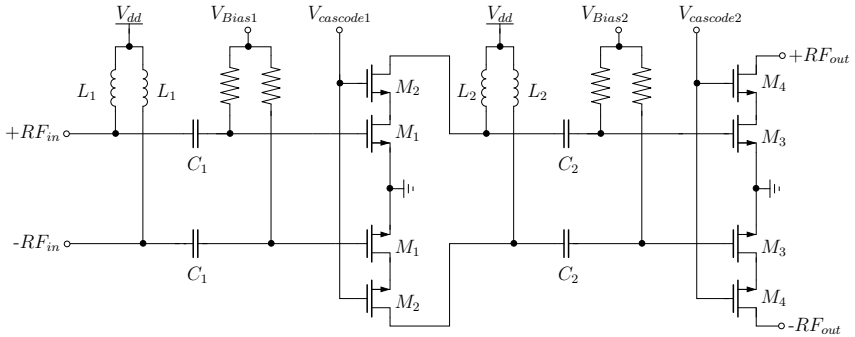 V_dd V_Bias1 V_cascode1 V_dd V_Bias2 V_cascode2
+RF_out
L_1 L_1 M_2 L_2 L_2 M_4
+RF_in M_1 M_3
C_1 C_2
-RF_in M_1 M_3
C_1 C_2
M_2 M_4
-RF_out